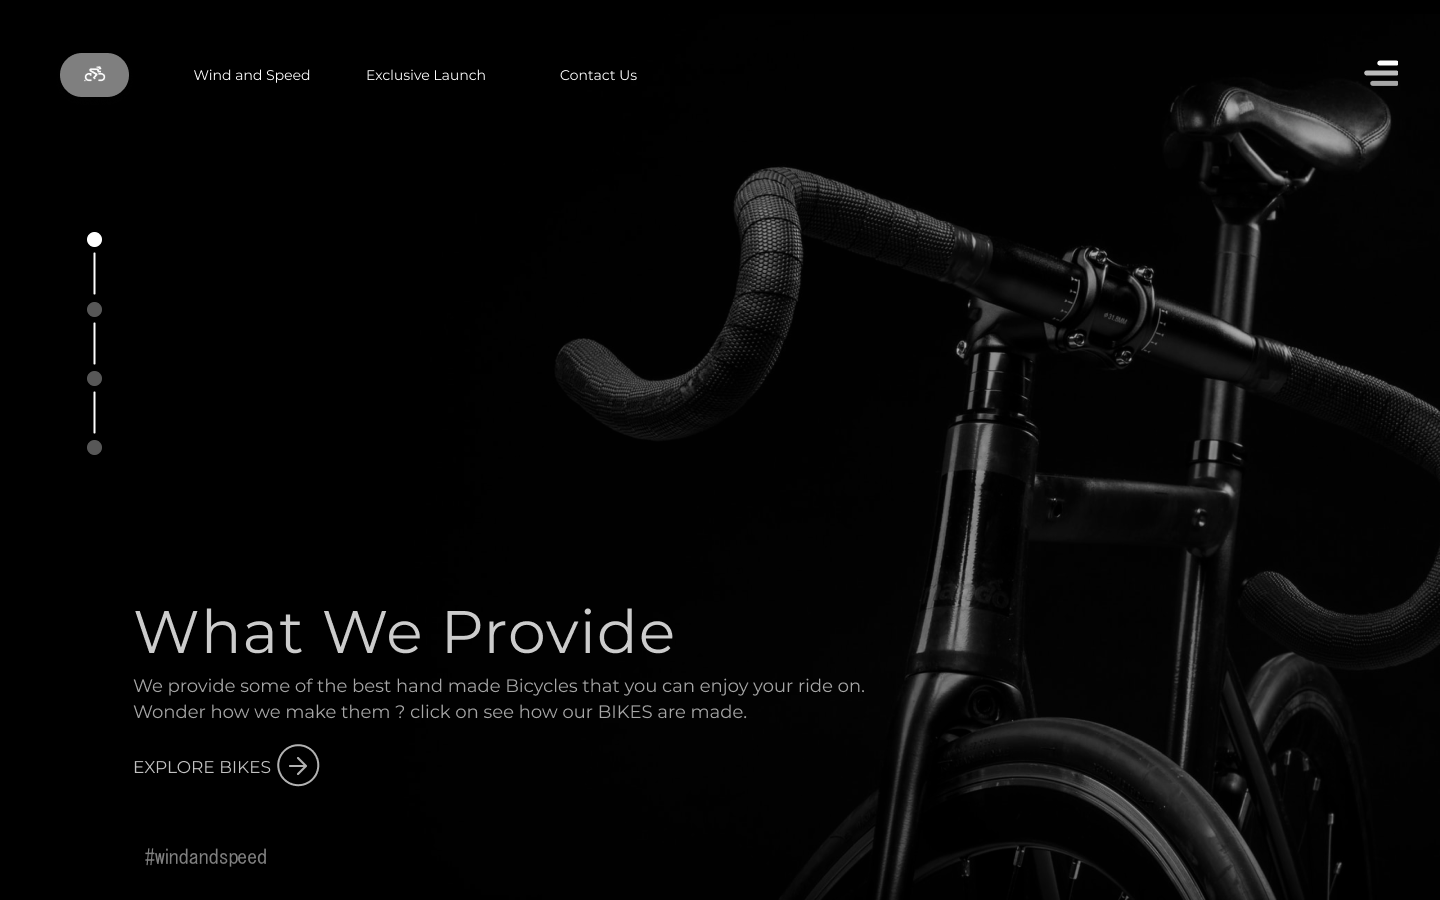 Wind and Speed Exclusive Launch Contact Us
What We Provide
We provide some of the best hand made Bicycles that you can enjoy your ride on.
Wonder how we make them ? click on see how our BIKES are made.
EXPLORE BIKES
#windandspeed